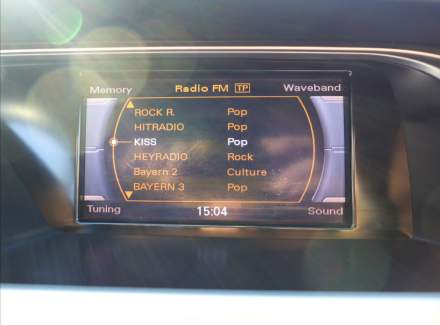 Memory Radio FM TP Waveband
ROCK R. Pop
HITRADIO Pop
KISS Pop
HEYRADIO Rock
Bayern 2 Culture
BAYERN 3 Pop
Tuning 15:04 Sound